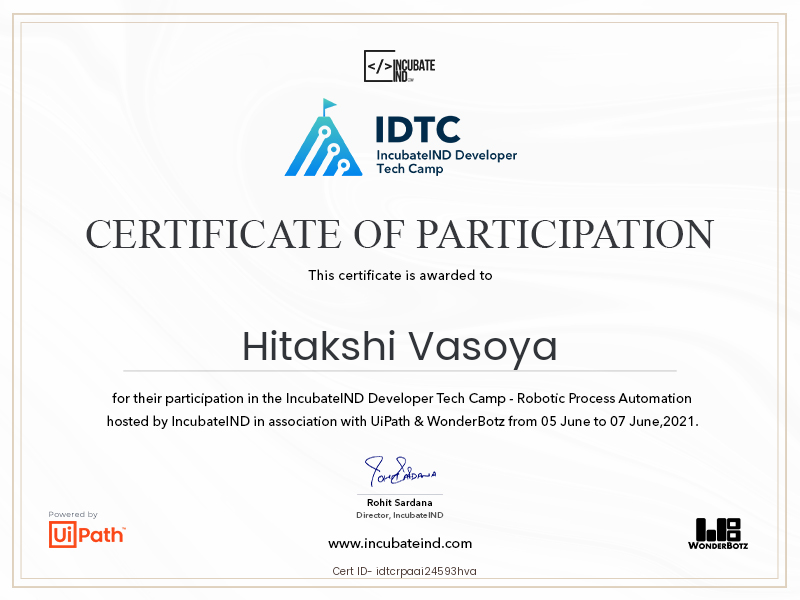 </> INCUBATE
IND.COM
IDTC
IncubateIND Developer
Tech Camp
CERTIFICATE OF PARTICIPATION
This certificate is awarded to
Hitakshi Vasoya
for their participation in the IncubateIND Developer Tech Camp - Robotic Process Automation
hosted by IncubateIND in association with UiPath & WonderBotz from 05 June to 07 June,2021.
Rohit Sardana
Rohit Sardana
Director, IncubateIND
Powered by
UiPath™
www.incubateind.com
WONDERBOTZ
Cert ID- idtcrpaai24593hva